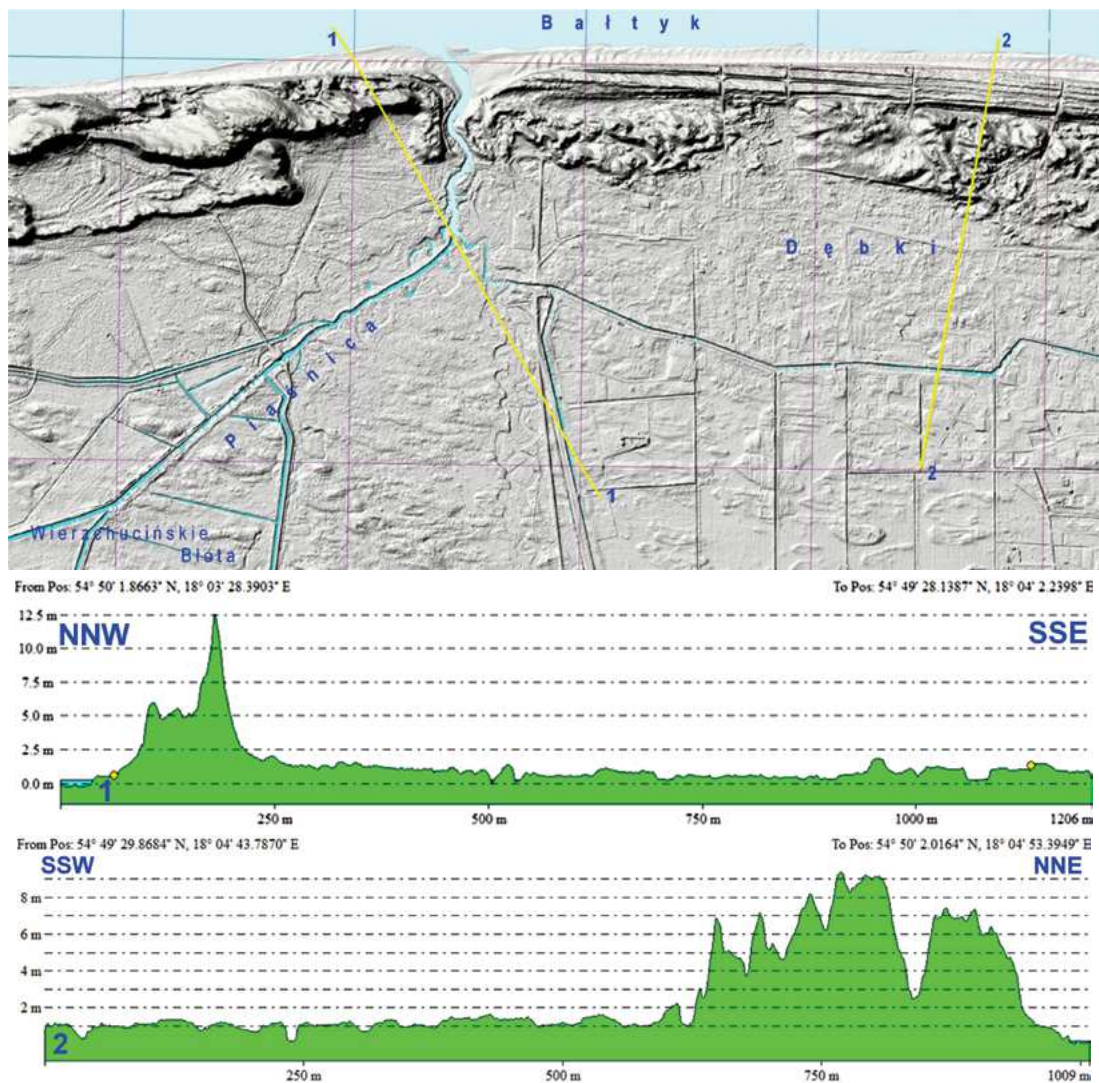 B a ł t y k
1
2
D ę b k i
P i a ś n i c a
1
2
Wierzchucińskie
Błota
From Pos: 54° 50' 1.8663" N, 18° 03' 28.3903" E
To Pos: 54° 49' 28.1387" N, 18° 04' 2.2398" E
12.5 m
NNW
SSE
10.0 m
7.5 m
5.0 m
2.5 m
0.0 m
1
250 m
500 m
750 m
1000 m
1206 m
From Pos: 54° 49' 29.8684" N, 18° 04' 43.7870" E
To Pos: 54° 50' 2.0164" N, 18° 04' 53.3949" E
SSW
NNE
8 m
6 m
4 m
2 m
2
250 m
500 m
750 m
1009 m